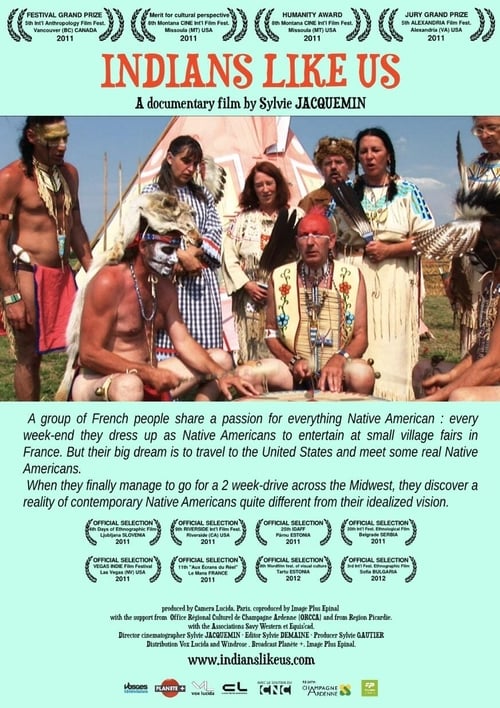 FESTIVAL GRAND PRIZE
5th Int'l Anthropology Film Fest.
Vancouver (BC) CANADA
2011
Merit for cultural perspective
8th Montana CINE Int'l Film Fest.
Missoula (MT) USA
2011
HUMANITY AWARD
8th Montana CINE Int'l Film Fest.
Missoula (MT) USA
2011
JURY GRAND PRIZE
5th ALEXANDRIA Film Fest.
Alexandria (VA) USA
2011
INDIANS LIKE US
A documentary film by Sylvie JACQUEMIN
A group of French people share a passion for everything Native American : every
week-end they dress up as Native Americans to entertain at small village fairs in
France. But their big dream is to travel to the United States and meet some real Native
Americans.
When they finally manage to go for a 2 week-drive across the Midwest, they discover a
reality of contemporary Native Americans quite different from their idealized vision.
OFFICIAL SELECTION
4th Days of Ethnographic Film
Ljubljana SLOVENIA
2011
OFFICIAL SELECTION
9th RIVERSIDE Int'l Film Fest.
Riverside (CA) USA
2011
OFFICIAL SELECTION
25th IDAFF
Pärnu ESTONIA
2011
OFFICIAL SELECTION
20th Int'l Fest. Ethnological Film
Belgrade SERBIA
2011
OFFICIAL SELECTION
VEGAS INDIE Film Festival
Las Vegas (NV) USA
2011
OFFICIAL SELECTION
11th "Aux Écrans du Réel"
Le Mans FRANCE
2011
OFFICIAL SELECTION
Worldfilm fest. of visual culture
Tartu ESTONIA
2012
OFFICIAL SELECTION
3rd Fest. Ethnographic Films
Sofia BULGARIA
2012
produced by Camera Lucida, Paris, coproduced by Image Plus Epinal
with the support from Office Régional Culturel de Champagne Ardenne (ORCCA) and from Region Picardie.
with the Associations Savy Western et Equis'cad.
Director cinematographer Sylvie JACQUEMIN · Editor Sylvie DEMAINE · Producer Sylvie GAUTIER
Distribution Vox Lucida and Windrose . Broadcast Planète +, Image Plus Epinal.
www.indianslikeus.com
vosges
PLANETE+
VL
vox lucida
CL
AVEC LE SOUTIEN DU
CNC
CHAMPAGNE
ARDENNE